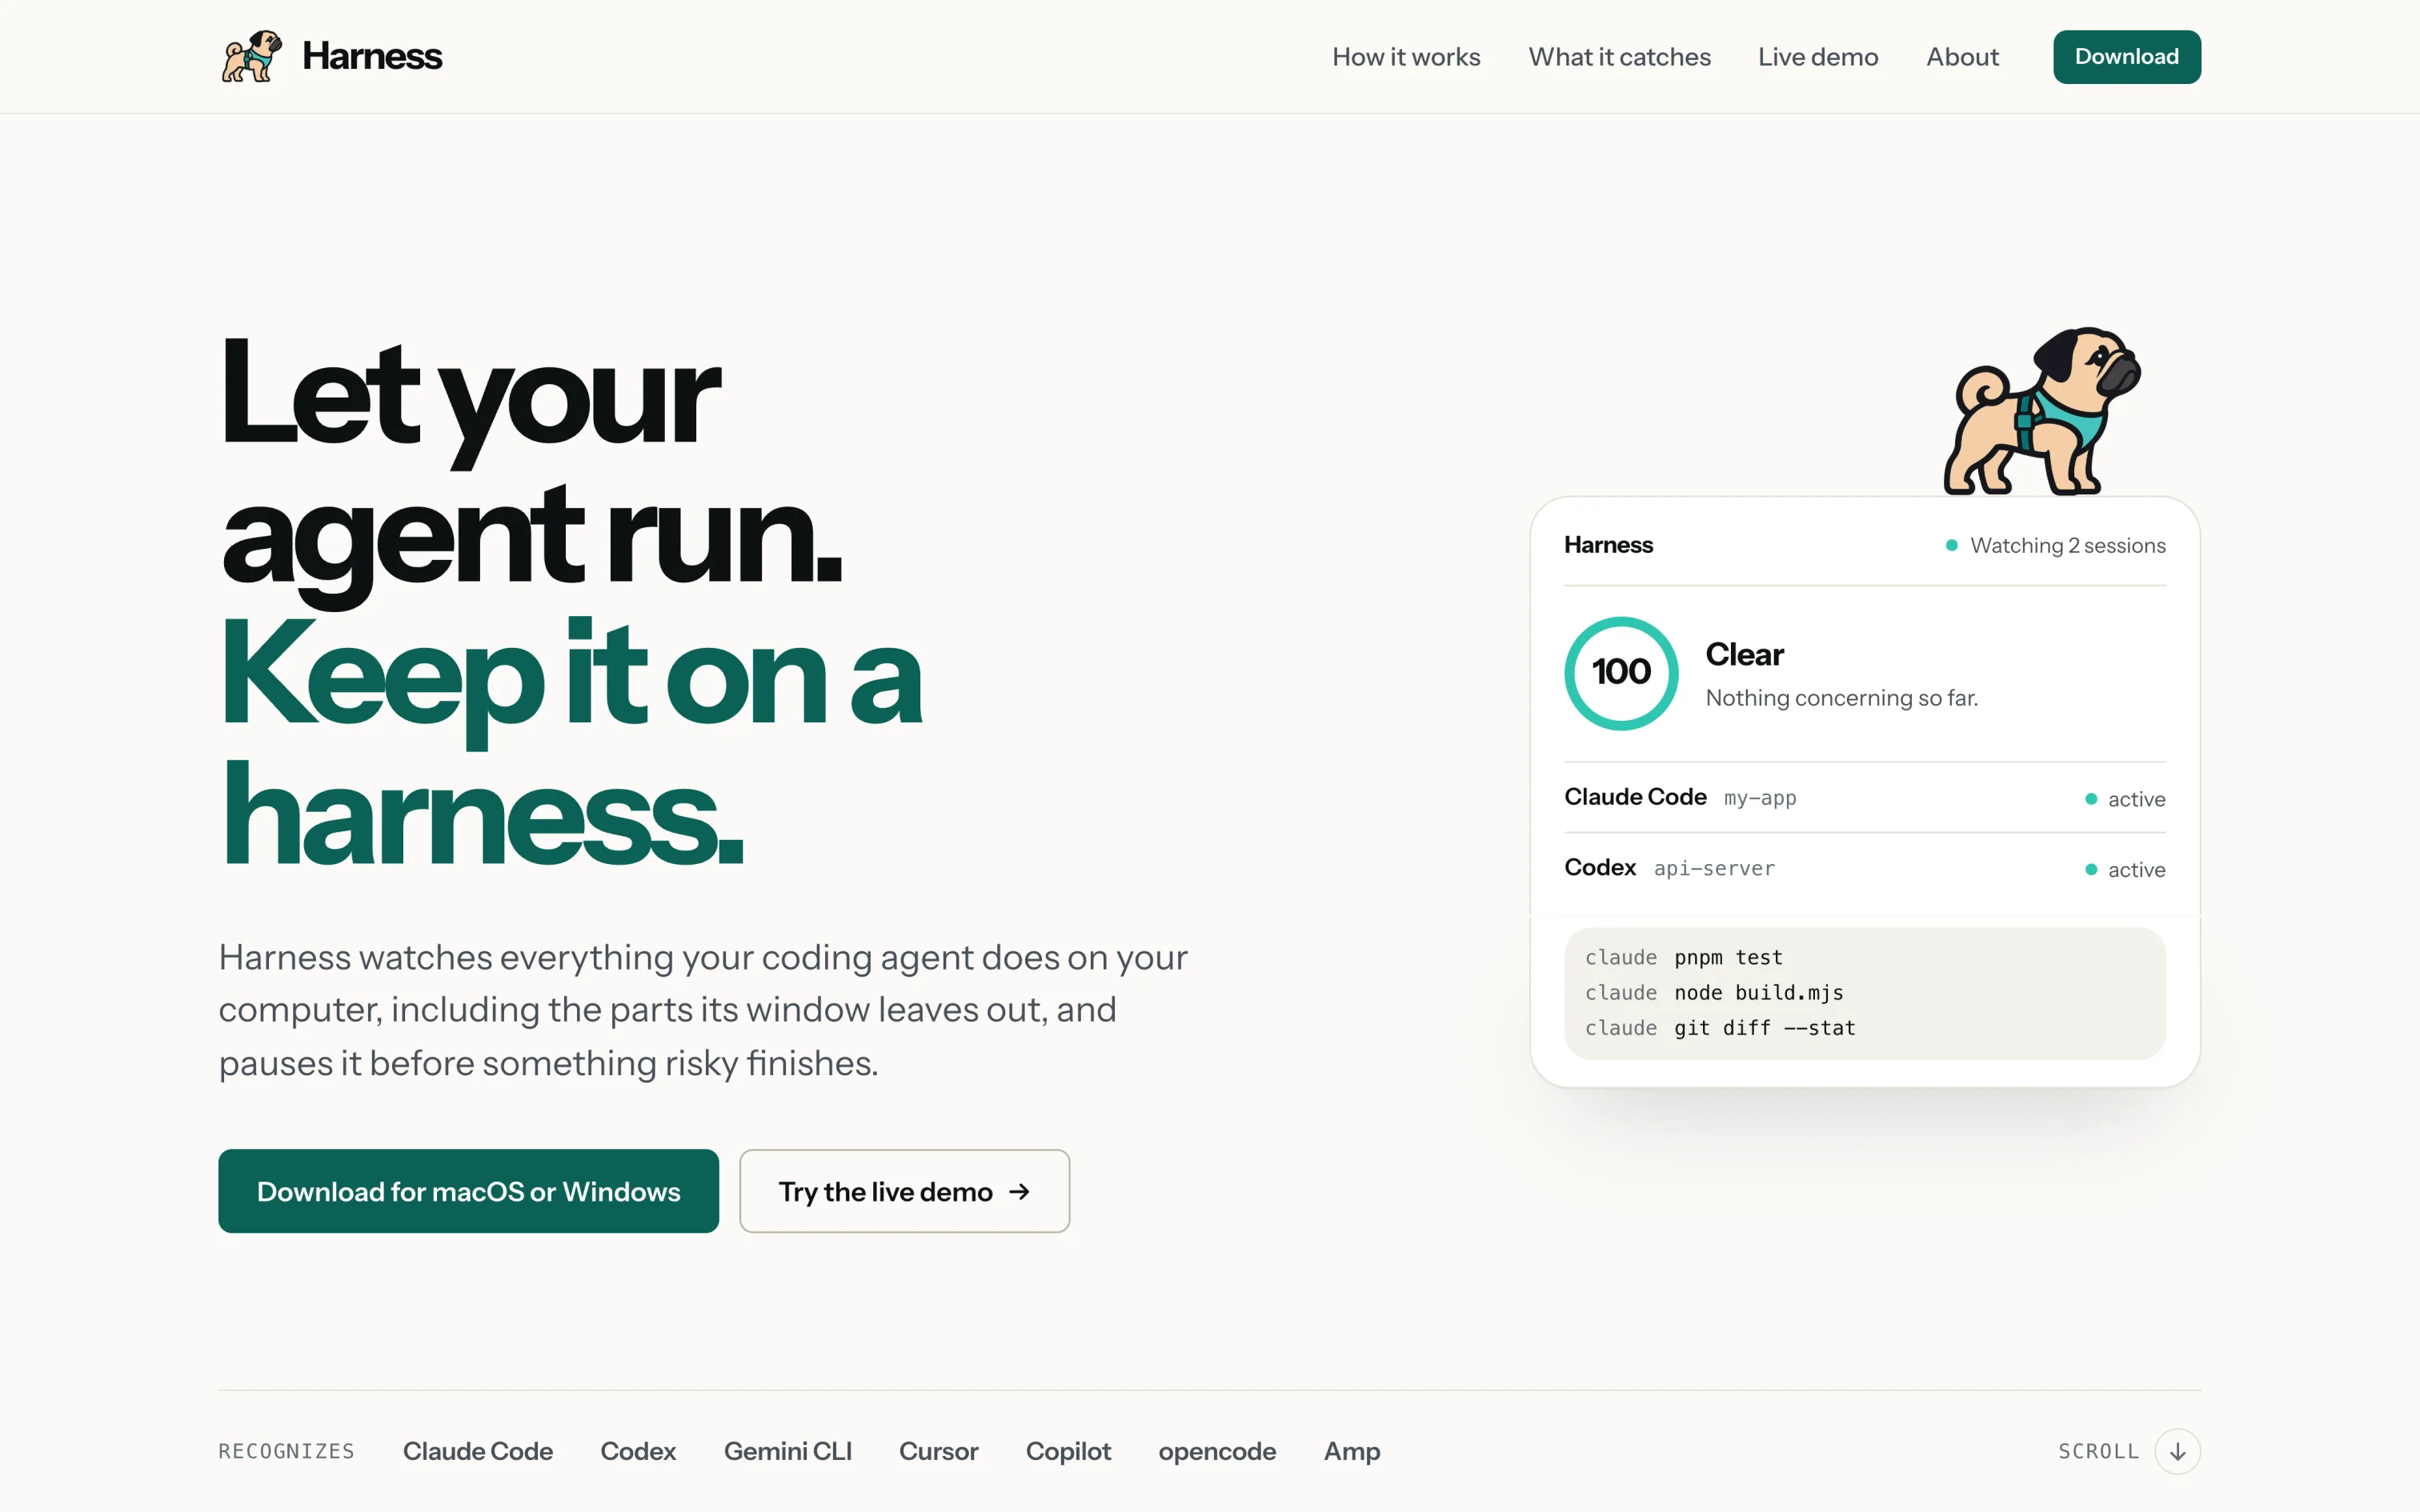 Harness
How it works
What it catches
Live demo
About
Download
Let your
agent run.
Keep it on a
harness.
Harness watches everything your coding agent does on your
computer, including the parts its window leaves out, and
pauses it before something risky finishes.
Download for macOS or Windows
Try the live demo →
Harness
Watching 2 sessions
100
Clear
Nothing concerning so far.
Claude Code my-app
active
Codex api-server
active
claude pnpm test
claude node build.mjs
claude git diff --stat
RECOGNIZES
Claude Code
Codex
Gemini CLI
Cursor
Copilot
opencode
Amp
SCROLL ↓